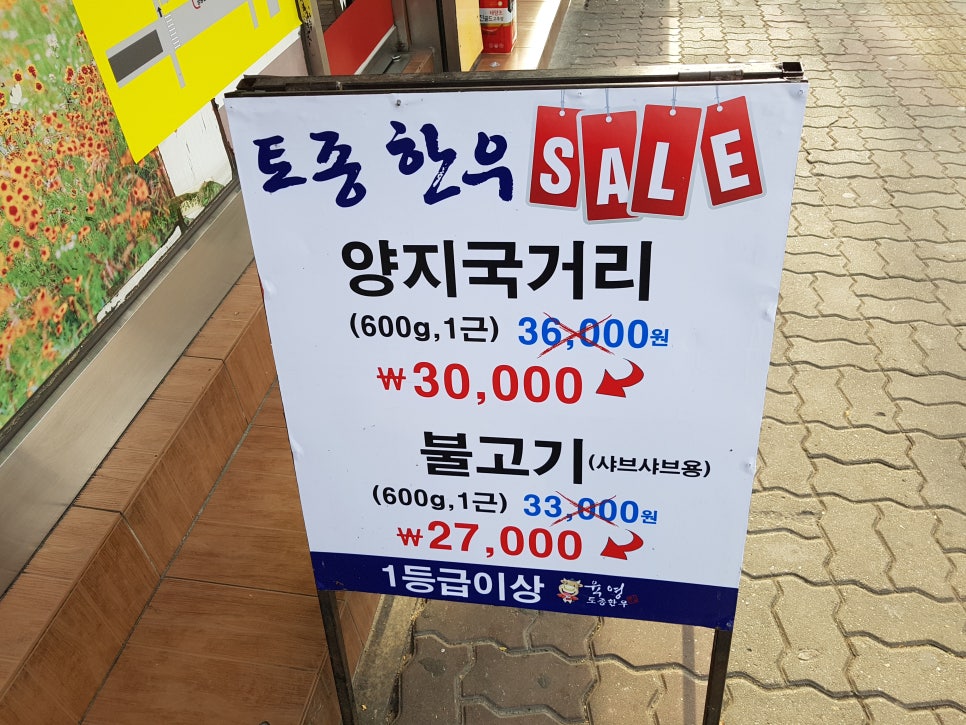 토종 한우 SALE
양지국거리
(600g,1근) 36,000원
₩30,000
불고기(샤브샤브용)
(600g,1근) 33,000원
₩27,000
1등급이상 육영
토종한우